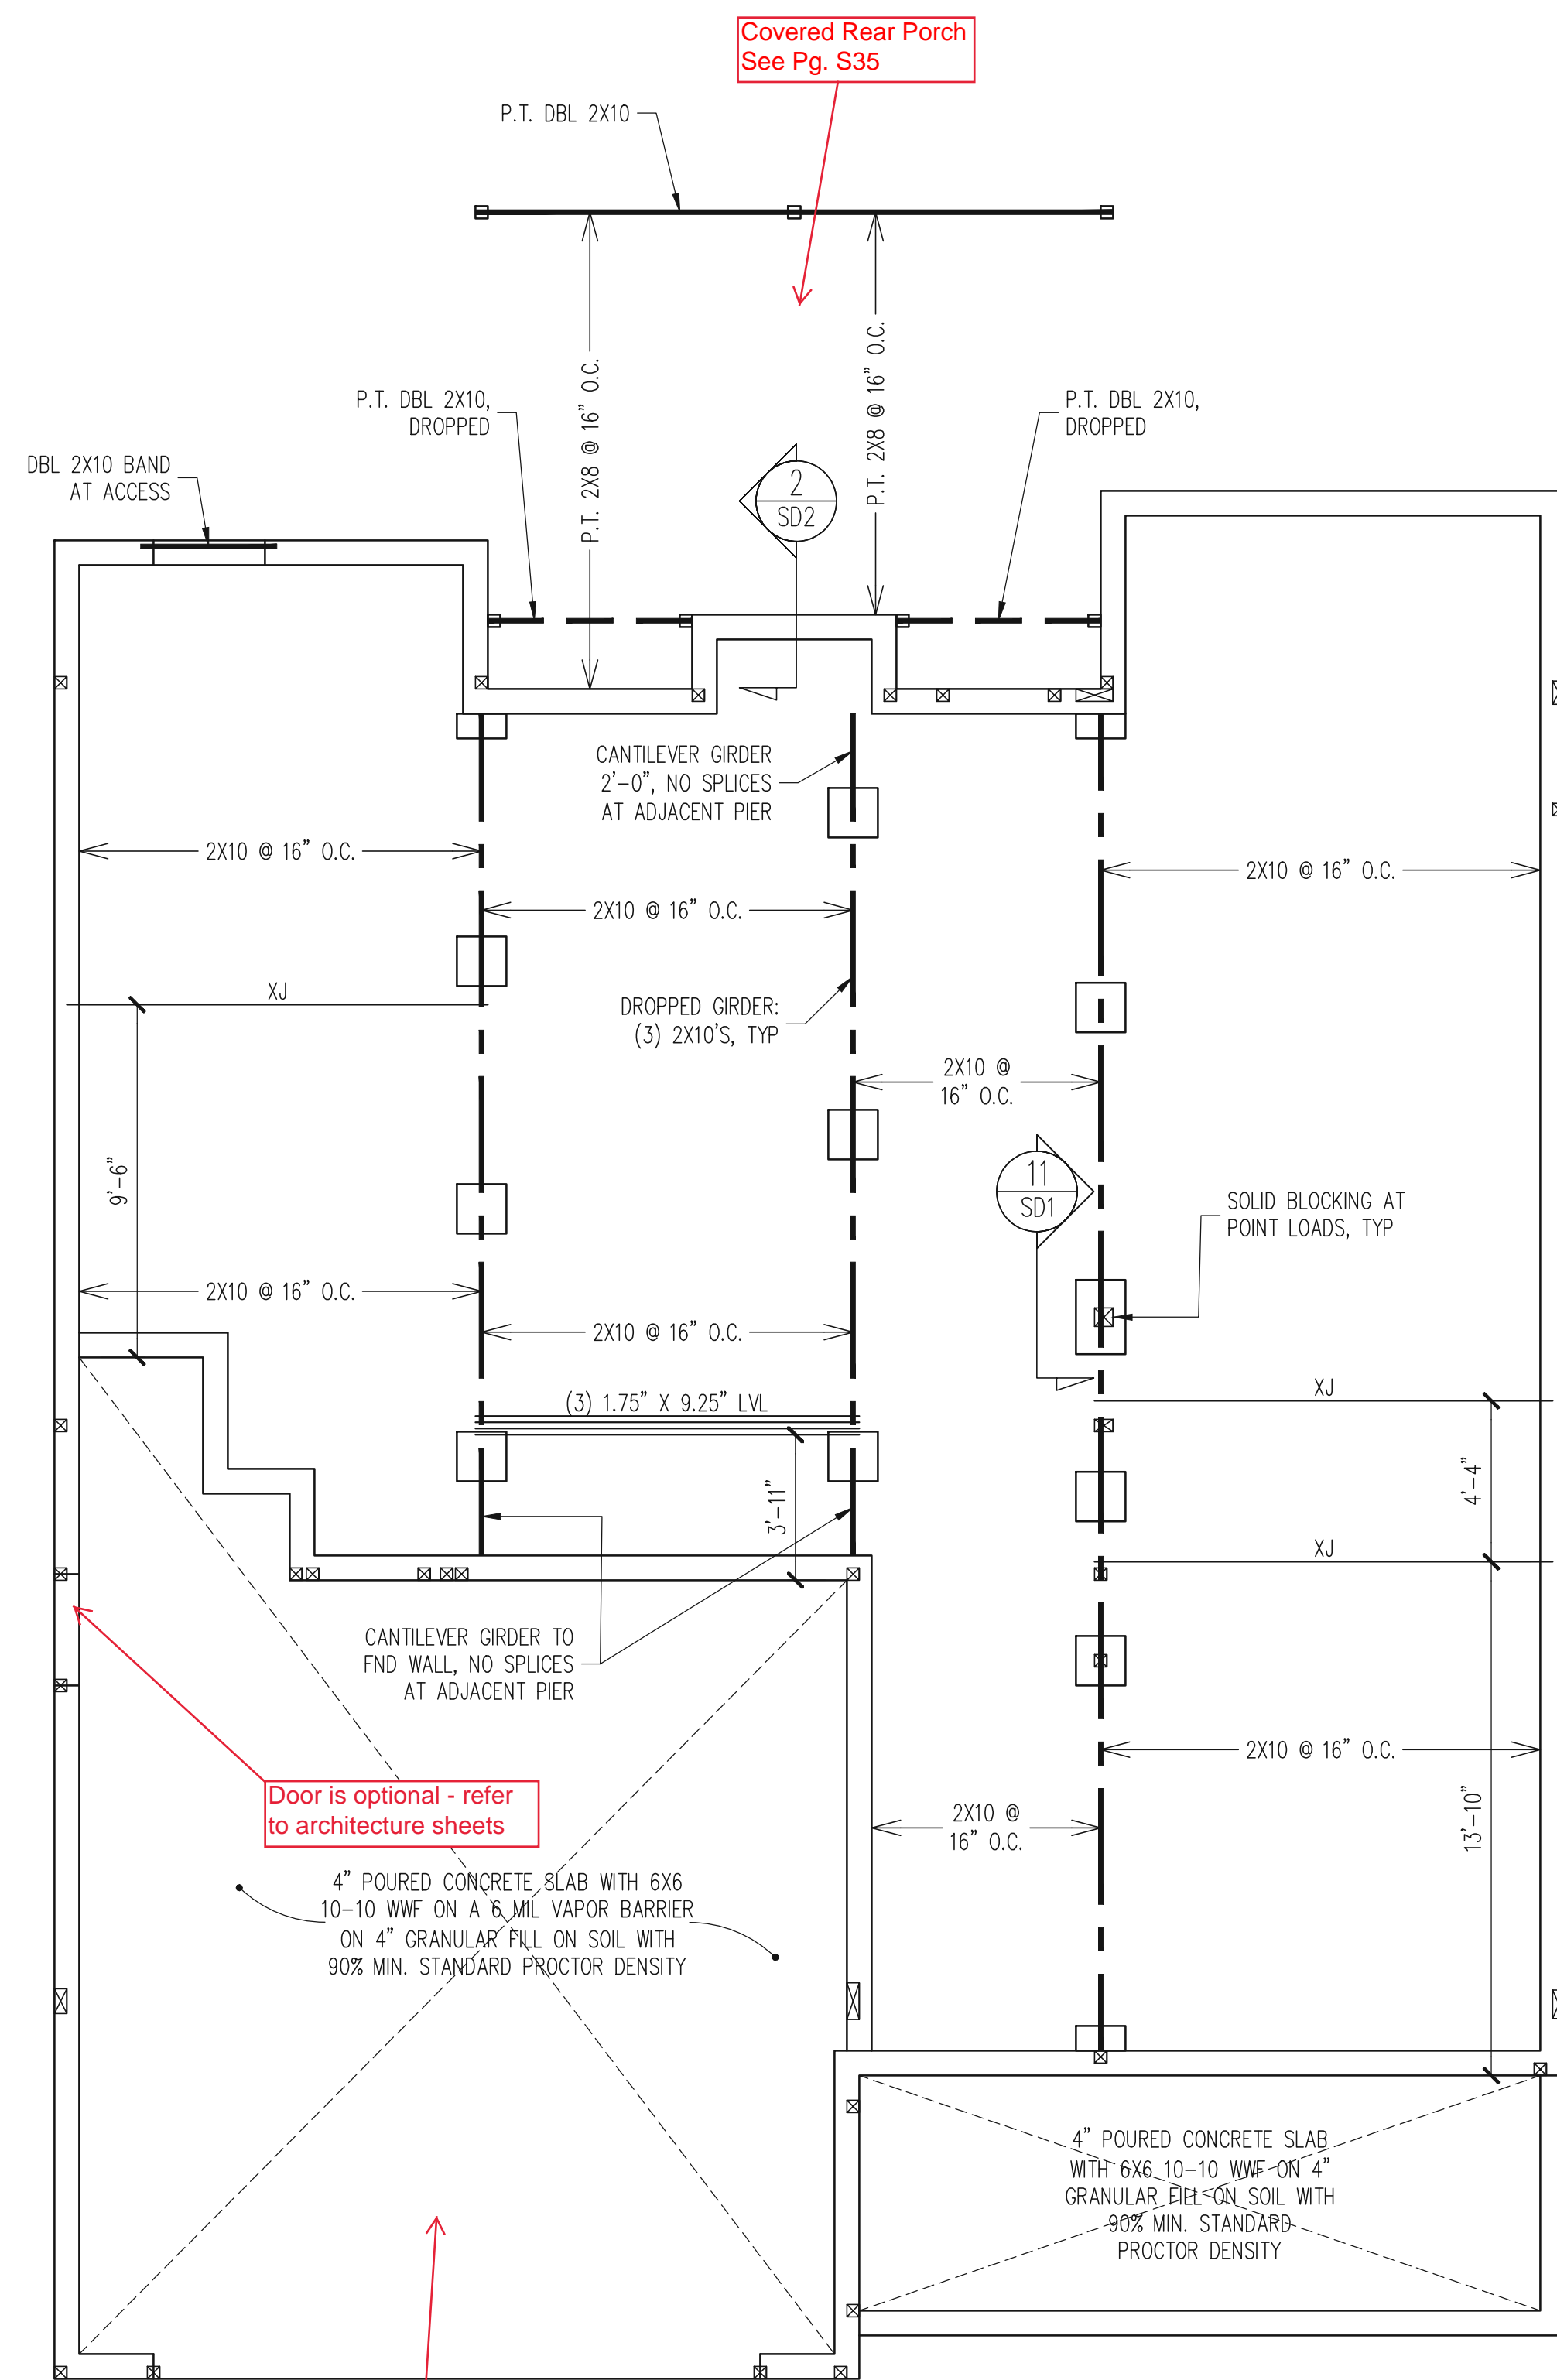 Covered Rear Porch
See Pg. S35
P.T. DBL 2X10
P.T. 2X8 @ 16" O.C.
P.T. 2X8 @ 16" O.C.
P.T. DBL 2X10,
DROPPED
P.T. DBL 2X10,
DROPPED
DBL 2X10 BAND
AT ACCESS
2
SD2
CANTILEVER GIRDER
2'-0", NO SPLICES
AT ADJACENT PIER
2X10 @ 16" O.C.
2X10 @ 16" O.C.
2X10 @ 16" O.C.
XJ
DROPPED GIRDER:
(3) 2X10'S, TYP
2X10 @
16" O.C.
9'-6"
11
SD1
SOLID BLOCKING AT
POINT LOADS, TYP
2X10 @ 16" O.C.
2X10 @ 16" O.C.
(3) 1.75" X 9.25" LVL
XJ
4'-4"
3'-11"
XJ
CANTILEVER GIRDER TO
FND WALL, NO SPLICES
AT ADJACENT PIER
2X10 @ 16" O.C.
Door is optional - refer
to architecture sheets
2X10 @
16" O.C.
13'-10"
4" POURED CONCRETE SLAB WITH 6X6
10-10 WWF ON A 6 MIL VAPOR BARRIER
ON 4" GRANULAR FILL ON SOIL WITH
90% MIN. STANDARD PROCTOR DENSITY
4" POURED CONCRETE SLAB
WITH 6X6 10-10 WWF ON 4"
GRANULAR FILL ON SOIL WITH
90% MIN. STANDARD
PROCTOR DENSITY